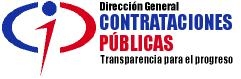 Dirección General
CONTRATACIONES
PÚBLICAS
Transparencia para el progreso